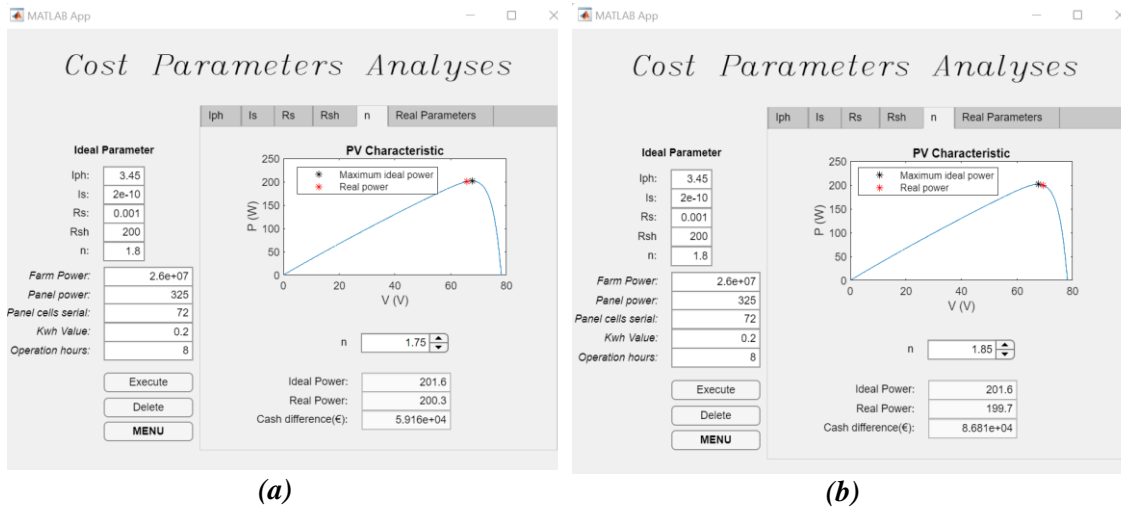 MATLAB App
Cost Parameters Analyses
Iph Is Rs Rsh n Real Parameters
Ideal Parameter
Iph: 3.45
Is: 2e-10
Rs: 0.001
Rsh 200
n: 1.8
Farm Power: 2.6e+07
Panel power: 325
Panel cells serial: 72
Kwh Value: 0.2
Operation hours: 8
Execute
Delete
MENU
PV Characteristic
Maximum ideal power
Real power
P (W)
250
200
150
100
50
0
0 20 40 60 80
V (V)
n 1.75
Ideal Power: 201.6
Real Power: 200.3
Cash difference(€): 5.916e+04
(a)
MATLAB App
Cost Parameters Analyses
Iph Is Rs Rsh n Real Parameters
Ideal Parameter
Iph: 3.45
Is: 2e-10
Rs: 0.001
Rsh 200
n: 1.8
Farm Power: 2.6e+07
Panel power: 325
Panel cells serial: 72
Kwh Value: 0.2
Operation hours: 8
Execute
Delete
MENU
PV Characteristic
Maximum ideal power
Real power
P (W)
250
200
150
100
50
0
0 20 40 60 80
V (V)
n 1.85
Ideal Power: 201.6
Real Power: 199.7
Cash difference(€): 8.681e+04
(b)